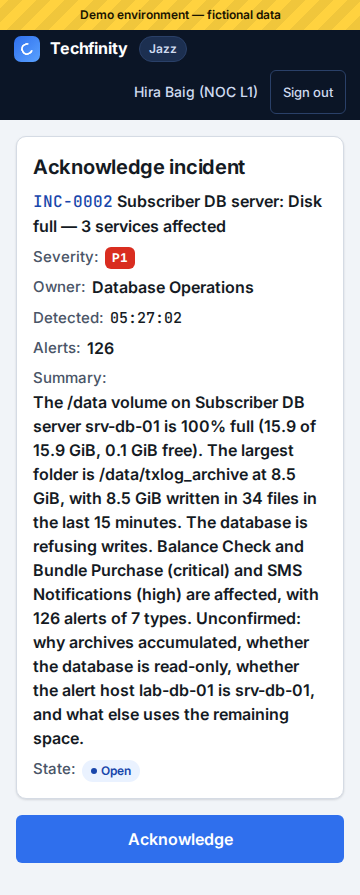 Demo environment — fictional data
Techfinity Jazz
Hira Baig (NOC L1) Sign out
Acknowledge incident
INC-0002 Subscriber DB server: Disk
full — 3 services affected
Severity: P1
Owner: Database Operations
Detected: 05:27:02
Alerts: 126
Summary:
The /data volume on Subscriber DB
server srv-db-01 is 100% full (15.9 of
15.9 GiB, 0.1 GiB free). The largest
folder is /data/txlog_archive at 8.5
GiB, with 8.5 GiB written in 34 files in
the last 15 minutes. The database is
refusing writes. Balance Check and
Bundle Purchase (critical) and SMS
Notifications (high) are affected, with
126 alerts of 7 types. Unconfirmed:
why archives accumulated, whether
the database is read-only, whether
the alert host lab-db-01 is srv-db-01,
and what else uses the remaining
space.
State: Open
Acknowledge